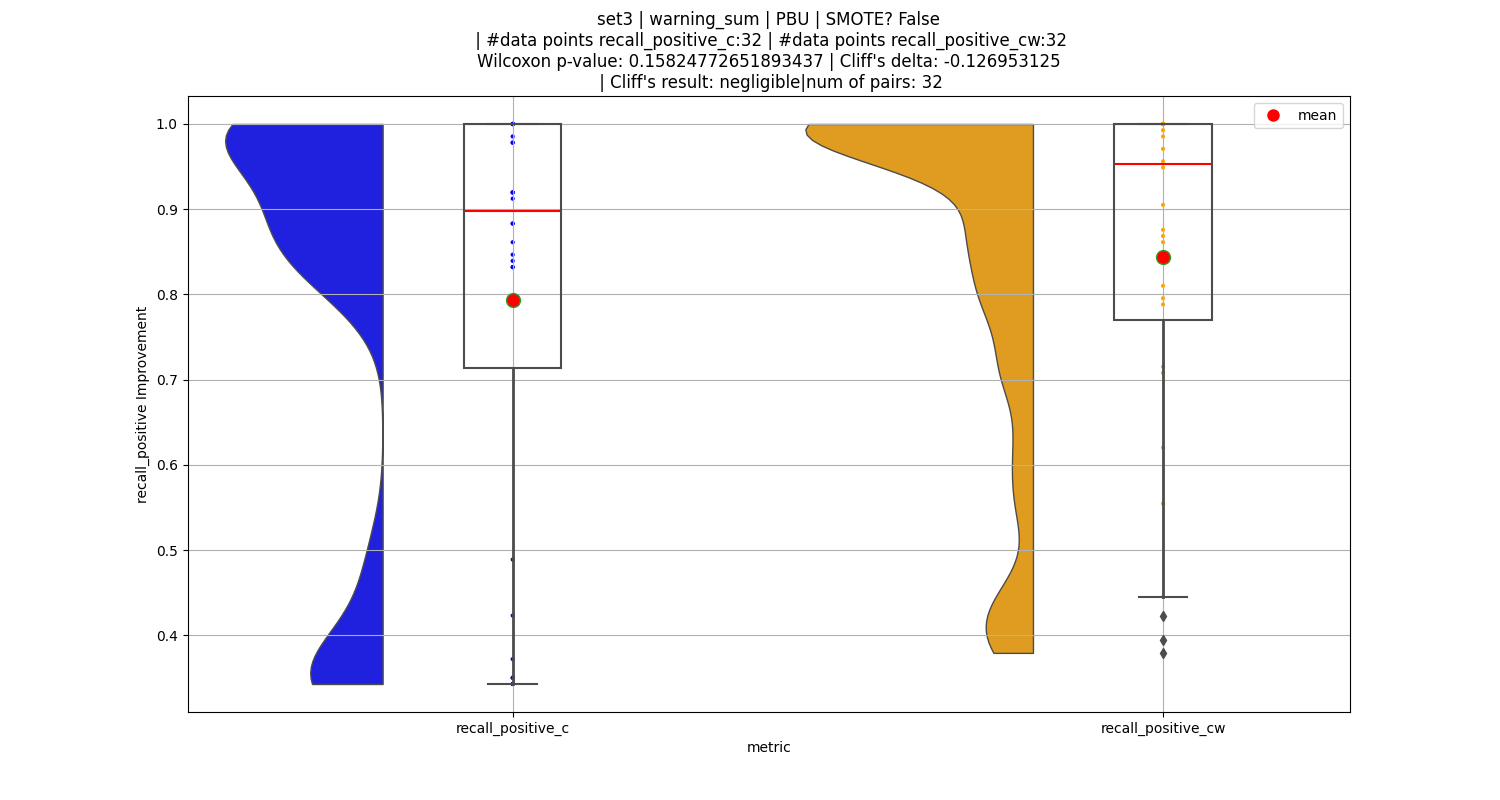 set3 | warning_sum | PBU | SMOTE? False
| #data points recall_positive_c:32 | #data points recall_positive_cw:32
Wilcoxon p-value: 0.15824772651893437 | Cliff's delta: -0.126953125
| Cliff's result: negligible|num of pairs: 32
mean
1.0
0.9
0.8
0.7
0.6
0.5
0.4
recall_positive Improvement
recall_positive_c
recall_positive_cw
metric